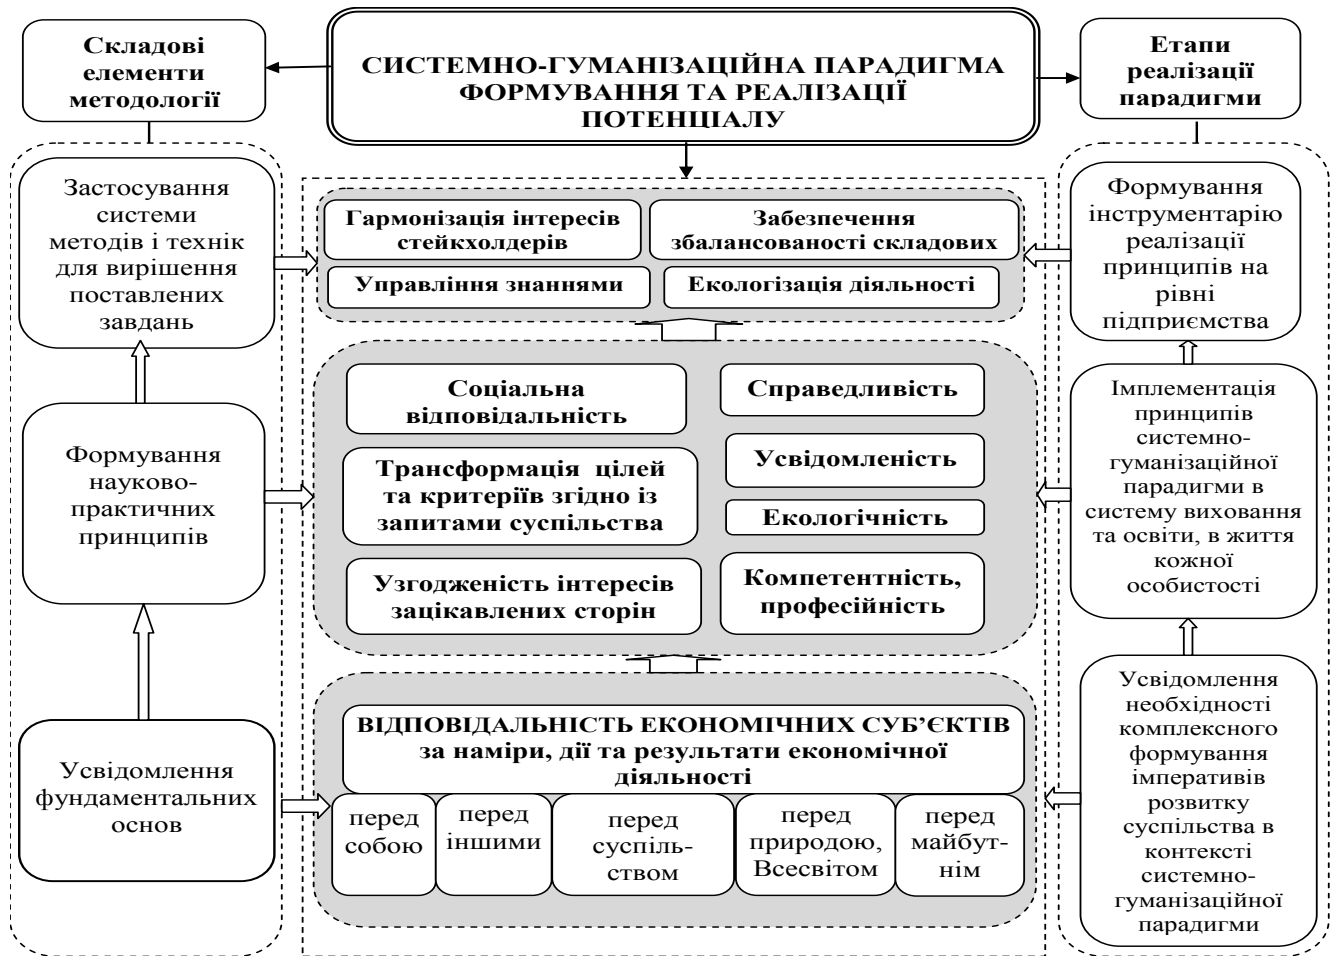 Складові
елементи
методології
СИСТЕМНО-ГУМАНІЗАЦІЙНА ПАРАДИГМА
ФОРМУВАННЯ ТА РЕАЛІЗАЦІЇ
ПОТЕНЦІАЛУ
Етапи
реалізації
парадигми
Застосування
системи
методів і технік
для вирішення
поставлених
завдань
Формування
науково-
практичних
принципів
Усвідомлення
фундаментальних
основ
Гармонізація інтересів
стейкхолдерів
Забезпечення
збалансованості складових
Управління знаннями
Екологізація діяльності
Соціальна
відповідальність
Справедливість
Трансформація цілей
та критеріїв згідно із
запитами суспільства
Усвідомленість
Екологічність
Узгодженість інтересів
зацікавлених сторін
Компетентність,
професійність
ВІДПОВІДАЛЬНІСТЬ ЕКОНОМІЧНИХ СУБ’ЄКТІВ
за наміри, дії та результати економічної
діяльності
перед
собою
перед
іншими
перед
суспіль-
ством
перед
природою,
Всесвітом
перед
майбут-
нім
Формування
інструментарію
реалізації
принципів на
рівні
підприємства
Імплементація
принципів
системно-
гуманізаційної
парадигми в
систему виховання
та освіти, в життя
кожної
особистості
Усвідомлення
необхідності
комплексного
формування
імперативів
розвитку
суспільства в
контексті
системно-
гуманізаційної
парадигми